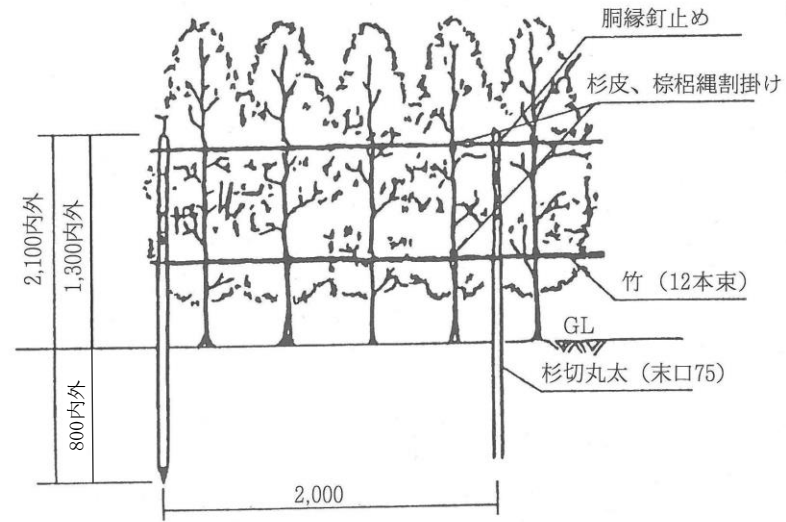 胴縁釘止め
杉皮、棕梠縄割掛け
2,100内外
1,300内外
竹（12本束）
GL
杉切丸太（末口75）
800内外
2,000